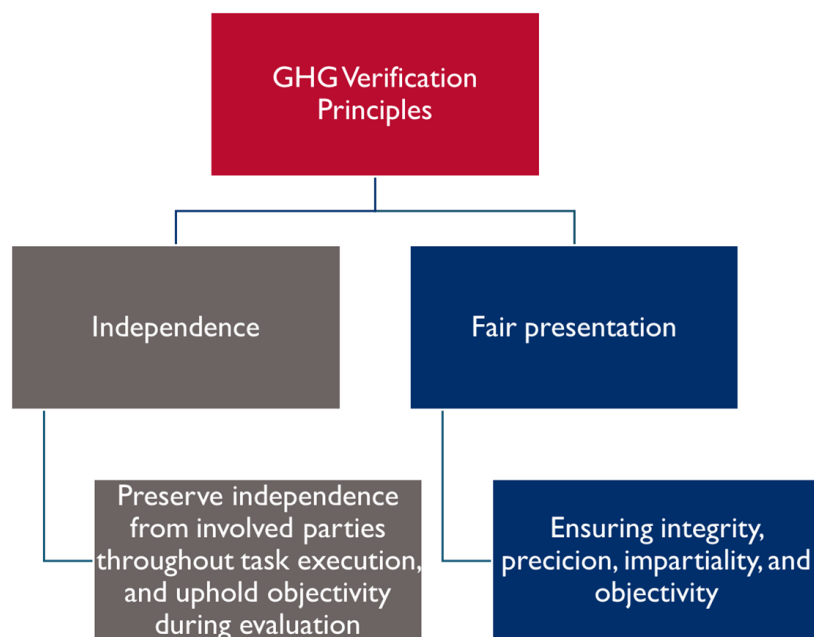 GHG Verification
Principles
Independence
Fair presentation
Preserve independence
from involved parties
throughout task execution,
and uphold objectivity
during evaluation
Ensuring integrity,
precicion, impartiality, and
objectivity